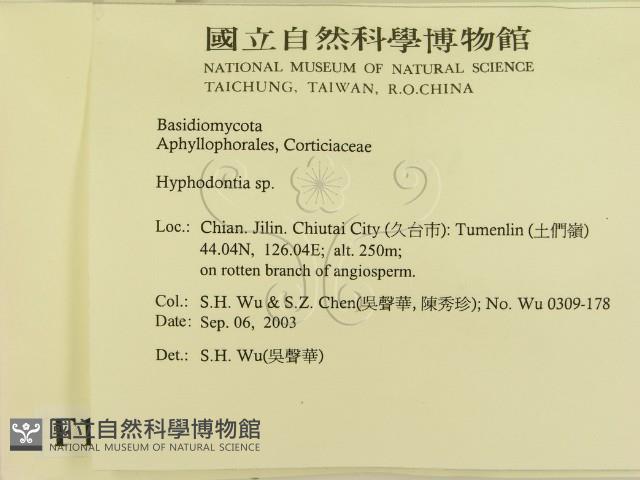 國立自然科學博物館
NATIONAL MUSEUM OF NATURAL SCIENCE
TAICHUNG, TAIWAN, R.O.CHINA
Basidiomycota
Aphyllophorales, Corticiaceae
Hyphodontia sp.
Loc.: Chian. Jilin. Chiutai City (久台市): Tumenlin (土們嶺)
44.04N, 126.04E; alt. 250m;
on rotten branch of angiosperm.
Col.: S.H. Wu & S.Z. Chen(吳聲華, 陳秀珍); No. Wu 0309-178
Date: Sep. 06, 2003
Det.: S.H. Wu(吳聲華)
國立自然科學博物館
NATIONAL MUSEUM OF NATURAL SCIENCE